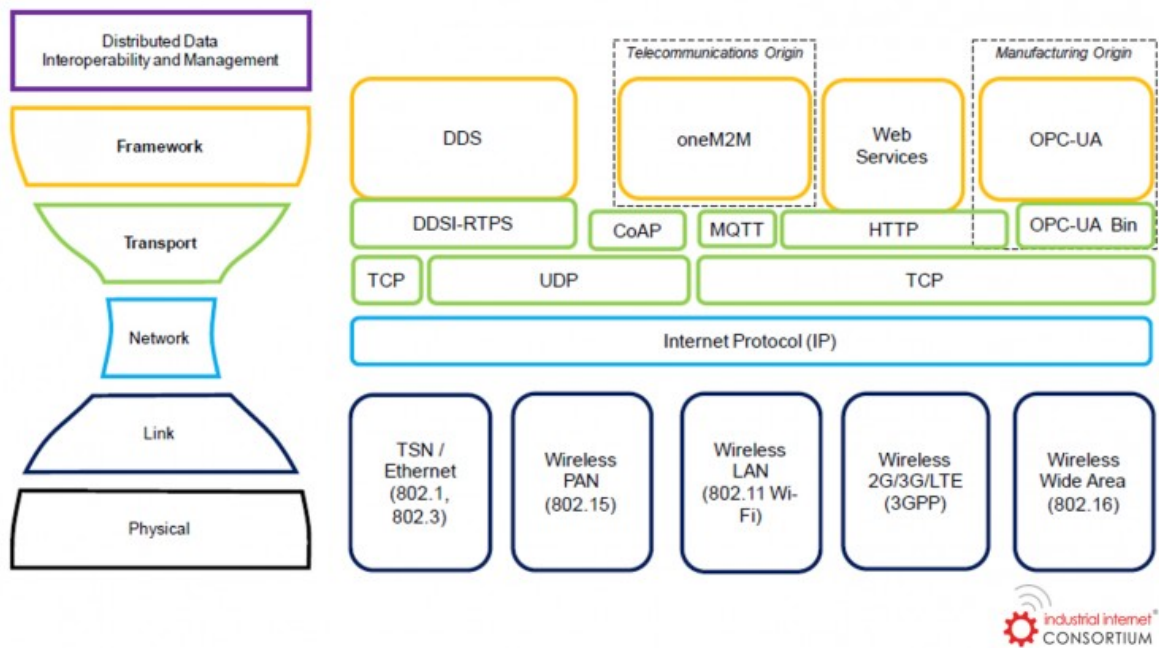 Distributed Data
Interoperability and Management
Framework
Transport
Network
Link
Physical
Telecommunications Origin
Manufacturing Origin
DDS
oneM2M
Web
Services
OPC-UA
DDSI-RTPS
CoAP
MQTT
HTTP
OPC-UA Bin
TCP
UDP
TCP
Internet Protocol (IP)
TSN /
Ethernet
(802.1,
802.3)
Wireless
PAN
(802.15)
Wireless
LAN
(802.11 Wi-
Fi)
Wireless
2G/3G/LTE
(3GPP)
Wireless
Wide Area
(802.16)
industrial internet®
CONSORTIUM